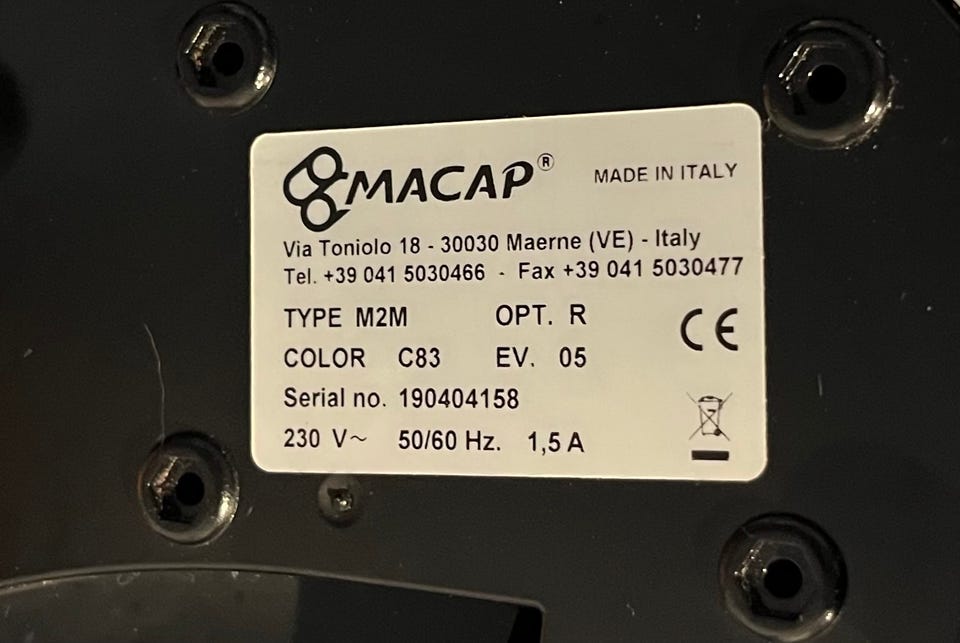 MACAP® MADE IN ITALY
Via Toniolo 18 - 30030 Maerne (VE) - Italy
Tel. +39 041 5030466 - Fax +39 041 5030477
TYPE M2M OPT. R
COLOR C83 EV. 05 CE
Serial no. 190404158
230 V~ 50/60 Hz. 1,5 A